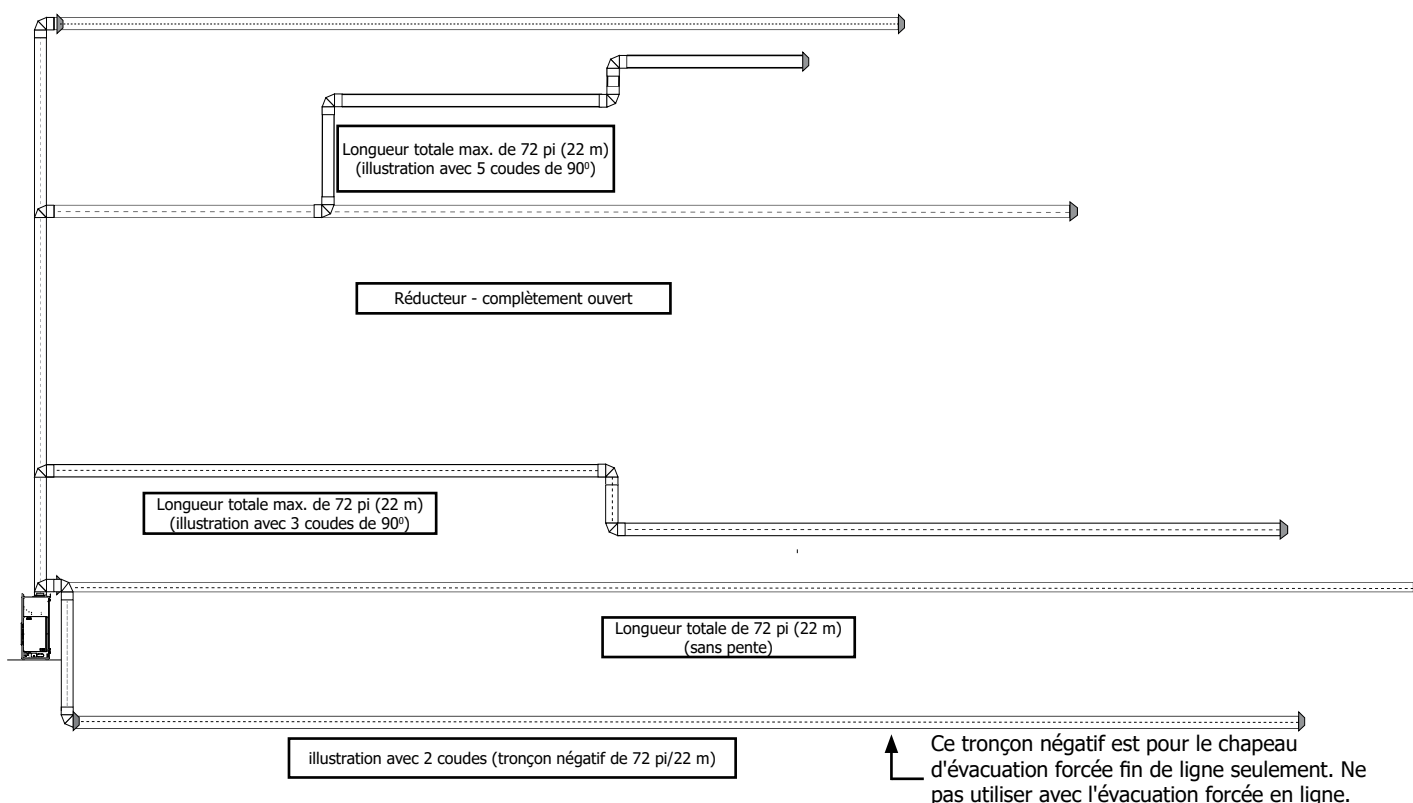 Longueur totale max. de 72 pi (22 m)
(illustration avec 5 coudes de 90⁰)
Réducteur - complètement ouvert
Longueur totale max. de 72 pi (22 m)
(illustration avec 3 coudes de 90⁰)
Longueur totale de 72 pi (22 m)
(sans pente)
illustration avec 2 coudes (tronçon négatif de 72 pi/22 m)
Ce tronçon négatif est pour le chapeau
d'évacuation forcée fin de ligne seulement. Ne
pas utiliser avec l'évacuation forcée en ligne.